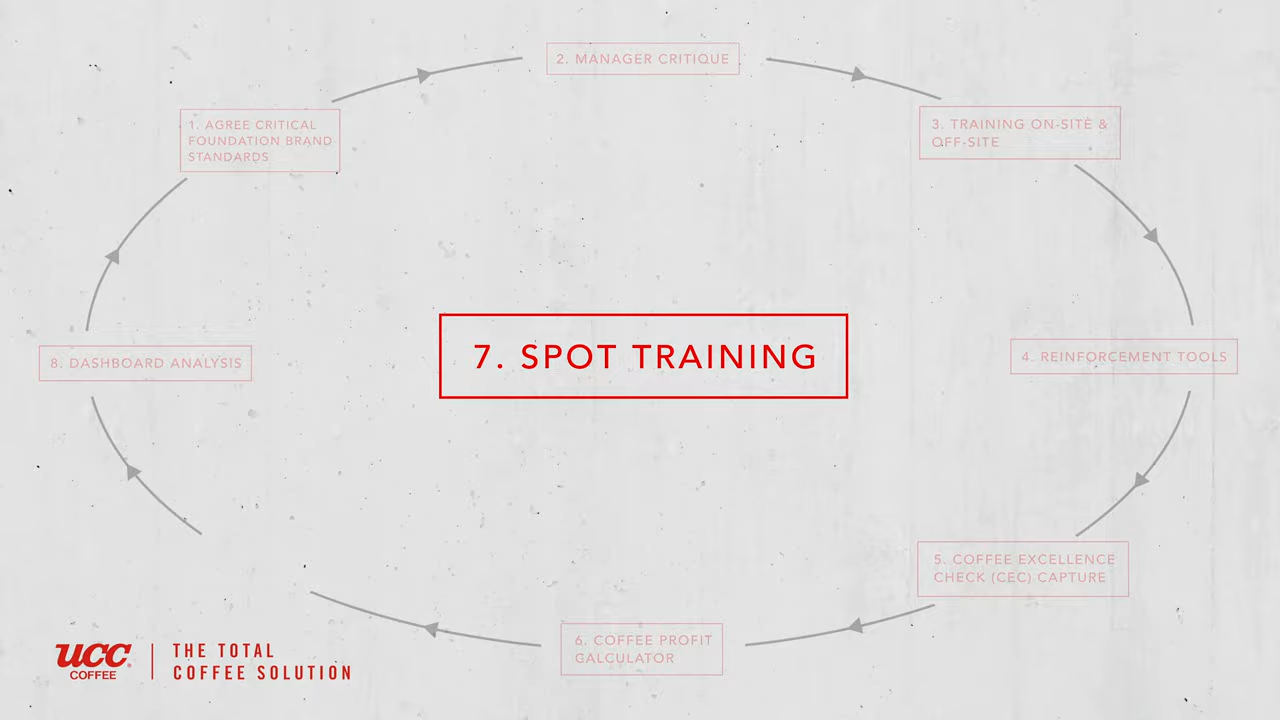 2. MANAGER CRITIQUE
1. AGREE CRITICAL
FOUNDATION BRAND
STANDARDS
3. TRAINING ON-SITE &
OFF-SITE
7. SPOT TRAINING
8. DASHBOARD ANALYSIS
4. REINFORCEMENT TOOLS
5. COFFEE EXCELLENCE
CHECK (CEC) CAPTURE
6. COFFEE PROFIT
GALCULATOR
UCC
COFFEE
THE TOTAL
COFFEE SOLUTION